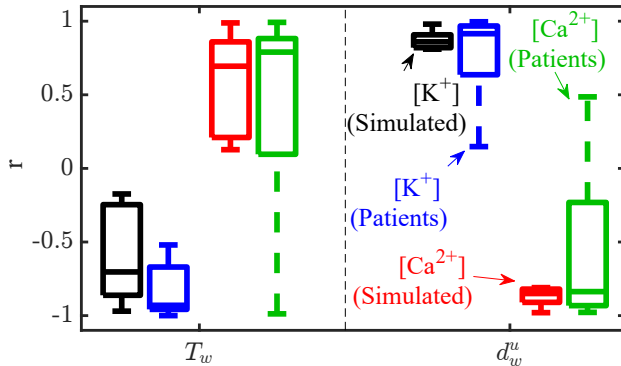 1
0.5
0
-0.5
-1
r
[K⁺]
(Simulated)
[K⁺]
(Patients)
[Ca²⁺]
(Patients)
[Ca²⁺]
(Simulated)
T_w
d_w^u